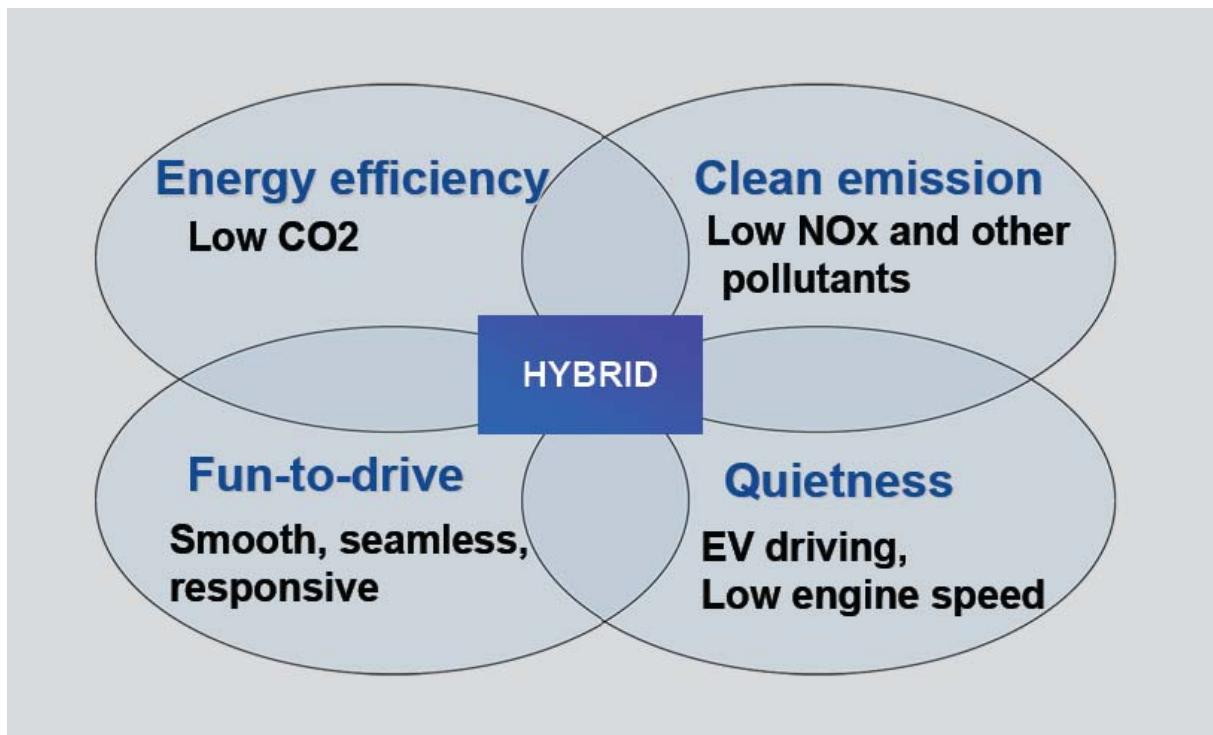 Energy efficiency
Low CO2
Clean emission
Low NOx and other
pollutants
HYBRID
Fun-to-drive
Smooth, seamless,
responsive
Quietness
EV driving,
Low engine speed